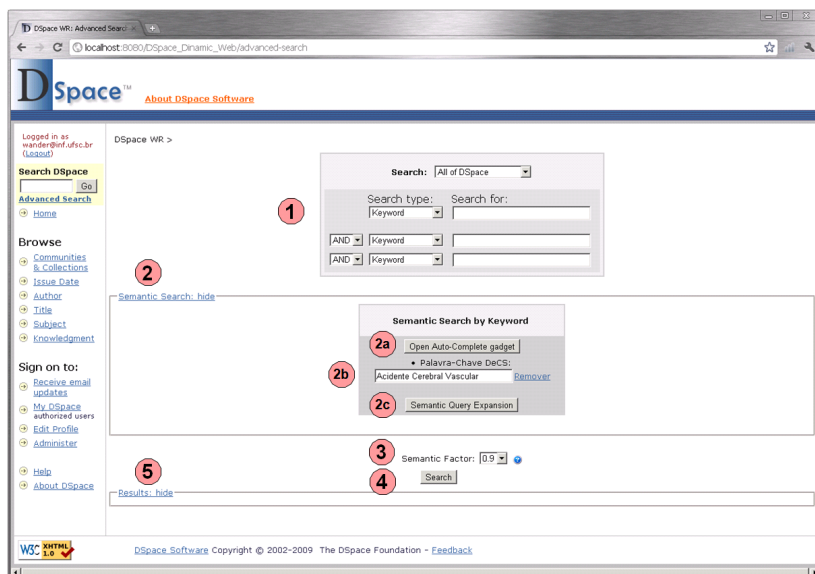 DSpace WR: Advanced Search
localhost:8080/DSpace_Dinamic_Web/advanced-search
DSpace™
About DSpace Software
Logged in as
wander@inf.ufsc.br
(Logout)
Search DSpace
Go
Advanced Search
Home
Browse
Communities
& Collections
Issue Date
Author
Title
Subject
Knowledgment
Sign on to:
Receive email
updates
My DSpace
authorized users
Edit Profile
Administer
Help
About DSpace
DSpace WR >
Search: All of DSpace
1
Search type: Search for:
Keyword
AND Keyword
AND Keyword
2
Semantic Search: hide
Semantic Search by Keyword
2a Open Auto-Complete gadget
• Palavra-Chave DeCS:
2b Acidente Cerebral Vascular Remover
2c Semantic Query Expansion
3 Semantic Factor: 0.9 ?
4 Search
5
Results: hide
W3C XHTML 1.0
DSpace Software Copyright © 2002-2009 The DSpace Foundation - Feedback